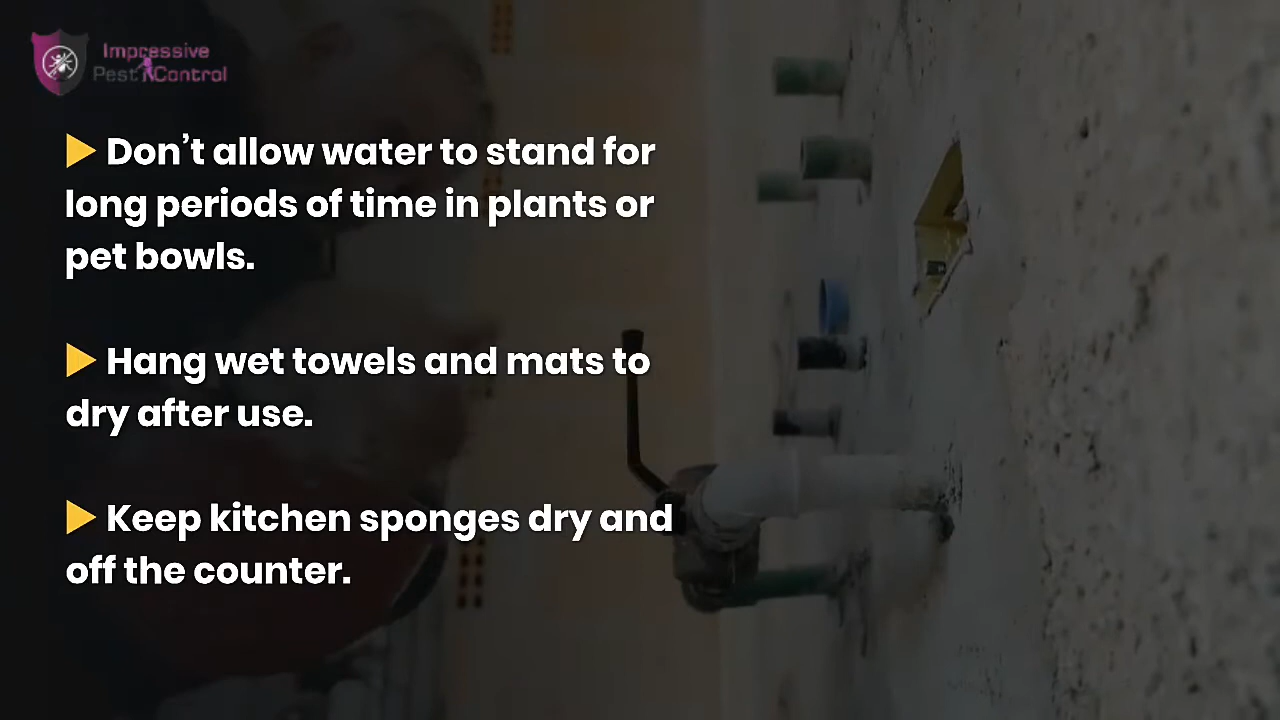 Impressive
Pest Control
Don’t allow water to stand for
long periods of time in plants or
pet bowls.
Hang wet towels and mats to
dry after use.
Keep kitchen sponges dry and
off the counter.